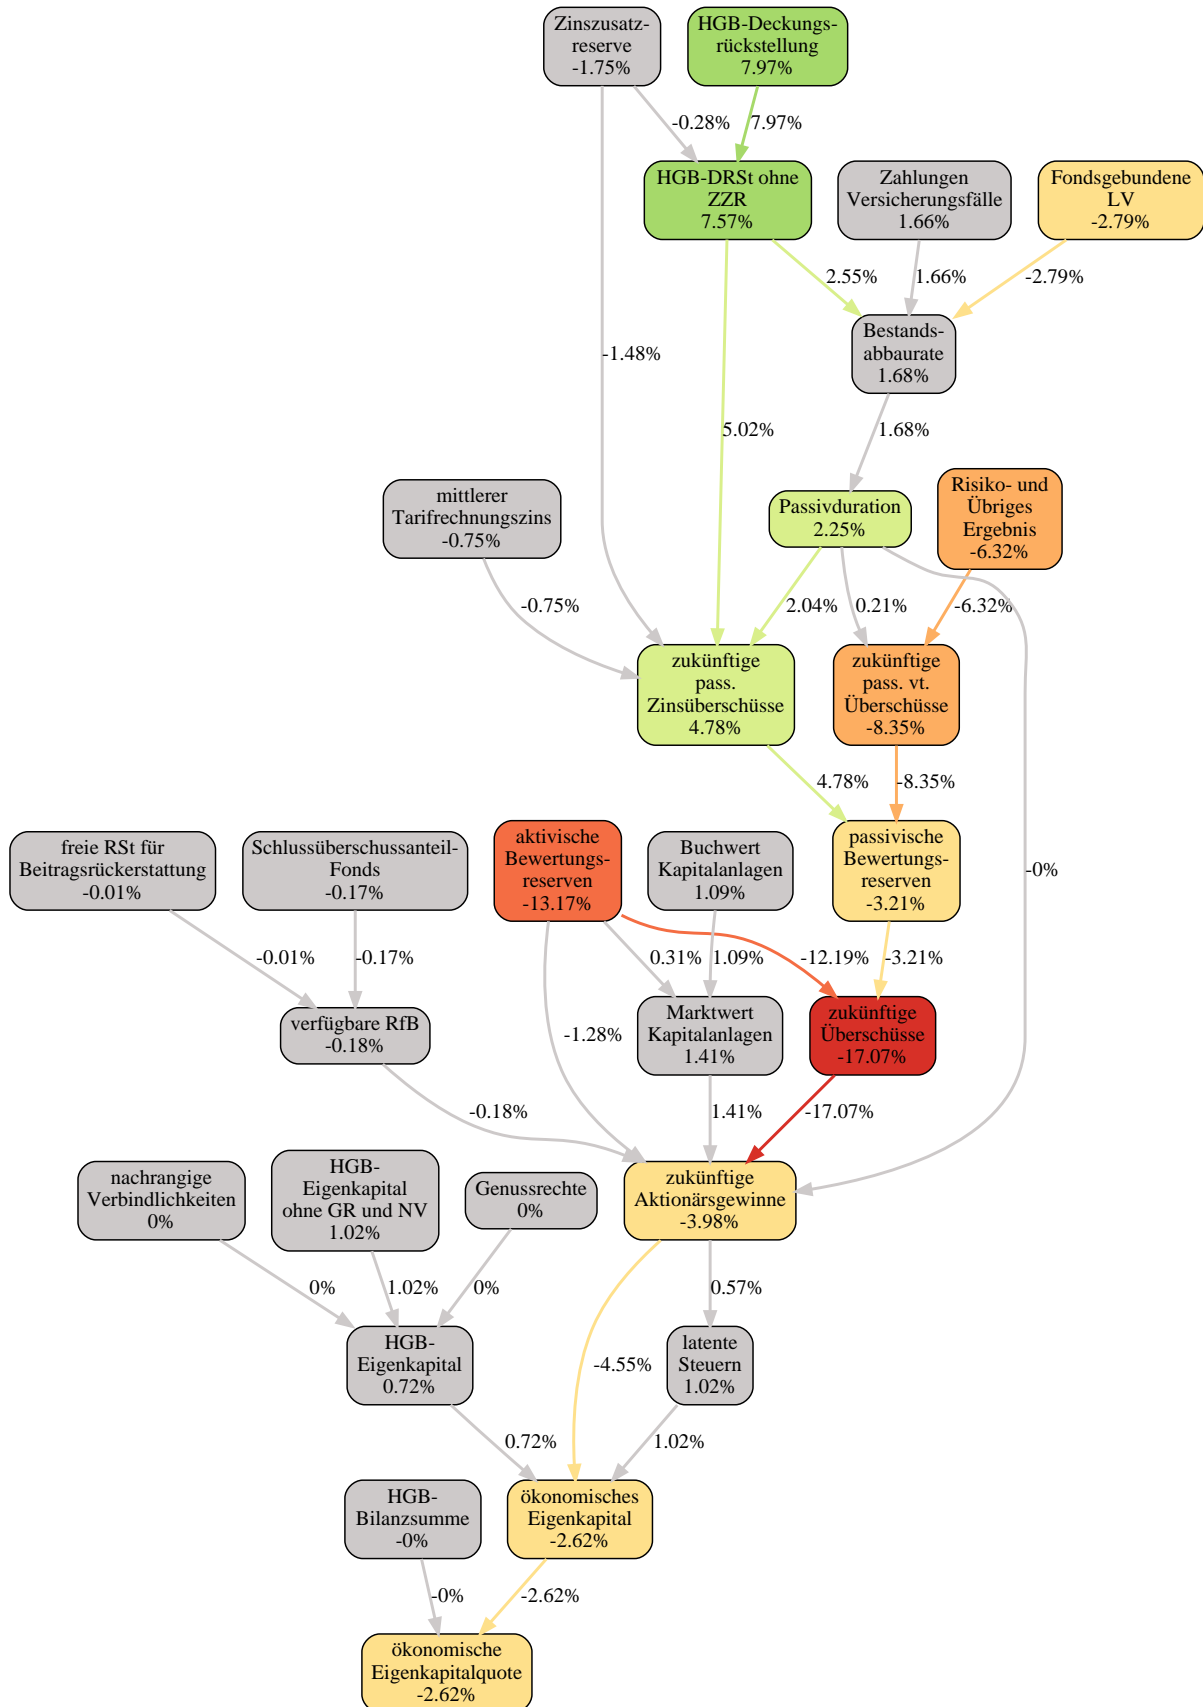 Zinszusatz-
reserve
-1.75%
HGB-Deckungs-
rückstellung
7.97%
-0.28%
7.97%
HGB-DRSt ohne
ZZR
7.57%
Zahlungen
Versicherungsfälle
1.66%
Fondsgebundene
LV
-2.79%
2.55%
1.66%
-2.79%
Bestands-
abbaurate
1.68%
-1.48%
5.02%
1.68%
mittlerer
Tarifrechnungszins
-0.75%
Passivduration
2.25%
Risiko- und
Übriges
Ergebnis
-6.32%
-0.75%
2.04%
0.21%
-6.32%
zukünftige
pass.
Zinsüberschüsse
4.78%
zukünftige
pass. vt.
Überschüsse
-8.35%
4.78%
-8.35%
freie RSt für
Beitragsrückerstattung
-0.01%
Schlussüberschussanteil-
Fonds
-0.17%
aktivische
Bewertungs-
reserven
-13.17%
Buchwert
Kapitalanlagen
1.09%
passivische
Bewertungs-
reserven
-3.21%
-0%
-0.01%
-0.17%
0.31%
1.09%
-12.19%
-3.21%
verfügbare RfB
-0.18%
-1.28%
Marktwert
Kapitalanlagen
1.41%
zukünftige
Überschüsse
-17.07%
-0.18%
1.41%
-17.07%
nachrangige
Verbindlichkeiten
0%
HGB-
Eigenkapital
ohne GR und NV
1.02%
Genussrechte
0%
zukünftige
Aktionärsgewinne
-3.98%
0%
1.02%
0%
0.57%
HGB-
Eigenkapital
0.72%
-4.55%
latente
Steuern
1.02%
0.72%
1.02%
HGB-
Bilanzsumme
-0%
ökonomisches
Eigenkapital
-2.62%
-0%
-2.62%
ökonomische
Eigenkapitalquote
-2.62%